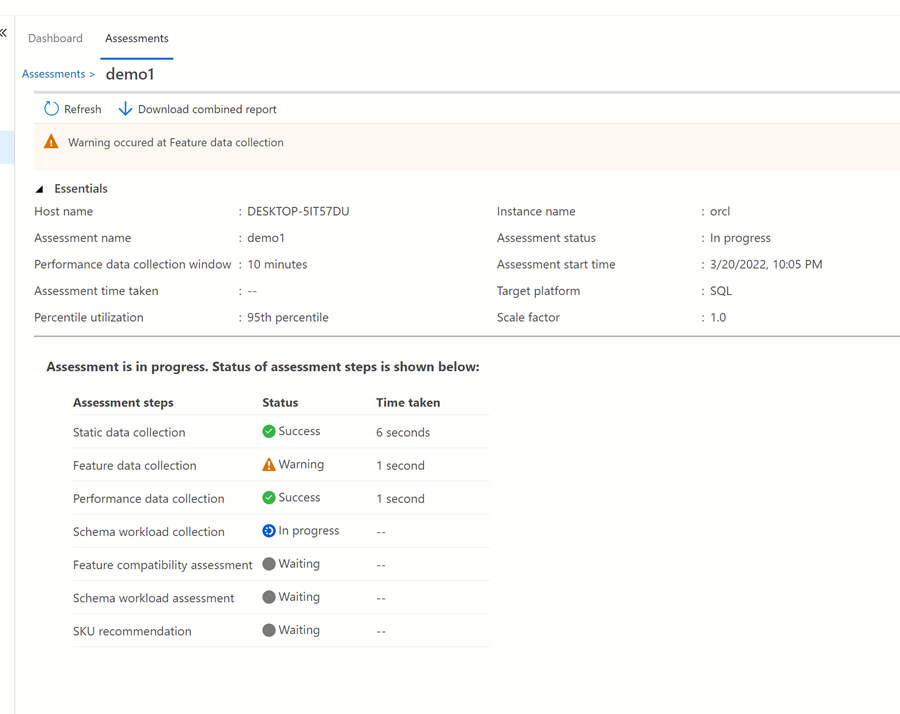 Dashboard Assessments
Assessments > demo1
Refresh Download combined report
Warning occured at Feature data collection
Essentials
Host name : DESKTOP-5IT57DU Instance name : orcl
Assessment name : demo1 Assessment status : In progress
Performance data collection window : 10 minutes Assessment start time : 3/20/2022, 10:05 PM
Assessment time taken : -- Target platform : SQL
Percentile utilization : 95th percentile Scale factor : 1.0
Assessment is in progress. Status of assessment steps is shown below:
Assessment steps Status Time taken
Static data collection Success 6 seconds
Feature data collection Warning 1 second
Performance data collection Success 1 second
Schema workload collection In progress --
Feature compatibility assessment Waiting --
Schema workload assessment Waiting --
SKU recommendation Waiting --